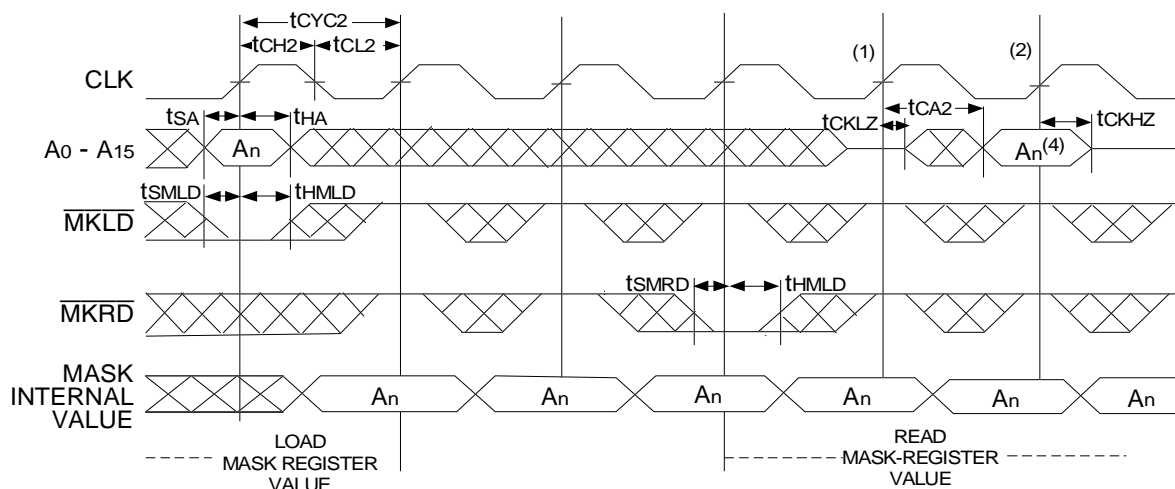 tCYC2
tCH2 tCL2
(1) (2)
CLK
tSA tHA tCKLZ tCA2 tCKHZ
A0 - A15 An An(4)
tSMLD tHMLD
MKLD
tSMRD tHMLD
MKRD
MASK
INTERNAL
VALUE
An An An An An An
LOAD
MASK REGISTER
VALUE
READ
MASK-REGISTER
VALUE